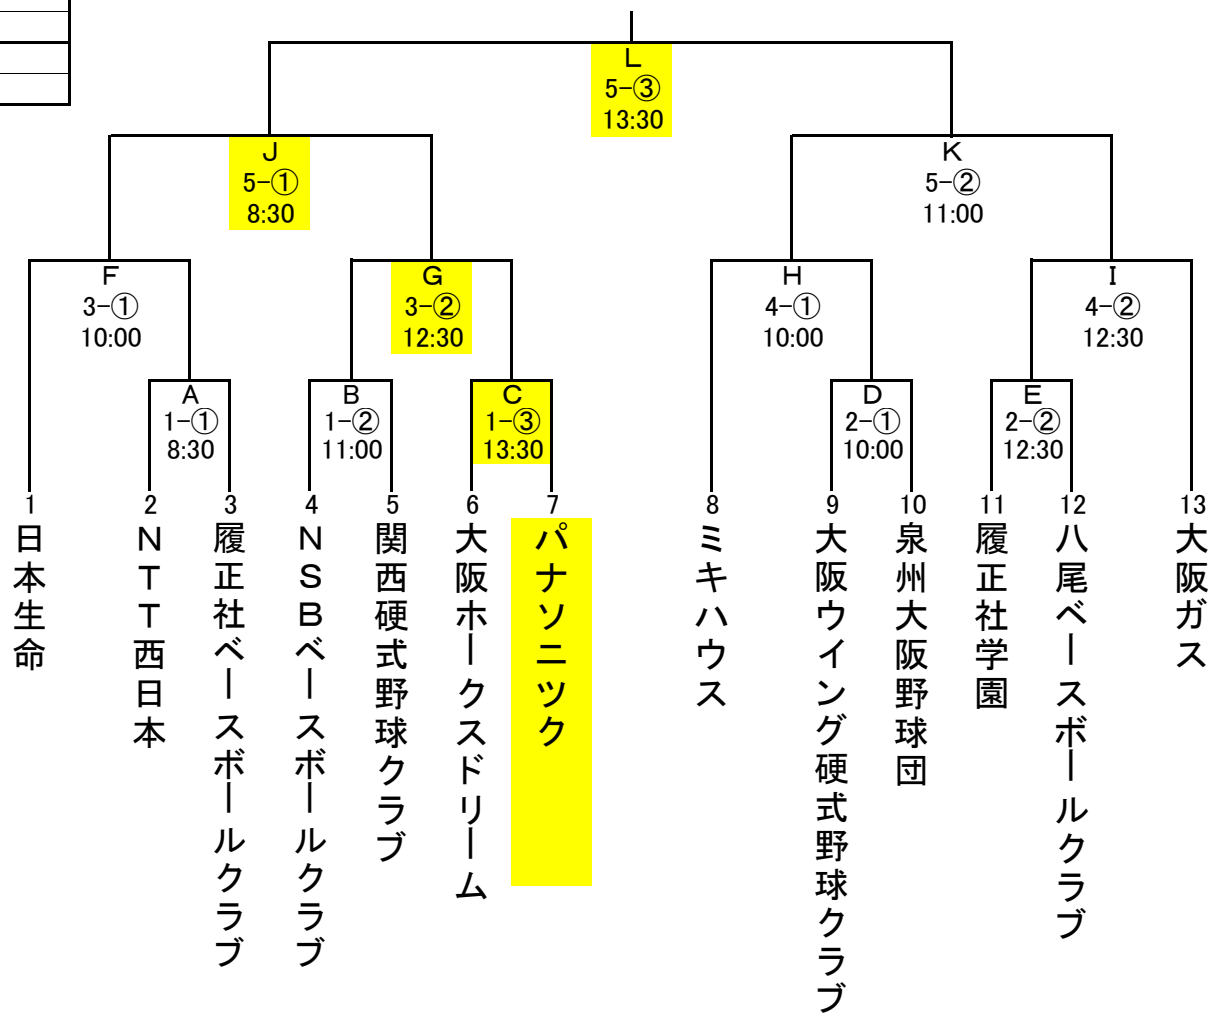 L
5-③
13:30
J
5-①
8:30
K
5-②
11:00
F
3-①
10:00
G
3-②
12:30
H
4-①
10:00
I
4-②
12:30
A
1-①
8:30
B
1-②
11:00
C
1-③
13:30
D
2-①
10:00
E
2-②
12:30
1
日本生命
2
NTT西日本
3
履正社ベースボールクラブ
4
NSBベースボールクラブ
5
関西硬式野球クラブ
6
大阪ホークスドリーム
7
パナソニツク
8
ミキハウス
9
大阪ウイング硬式野球クラブ
10
泉州大阪野球団
11
履正社学園
12
八尾ベースボールクラブ
13
大阪ガス